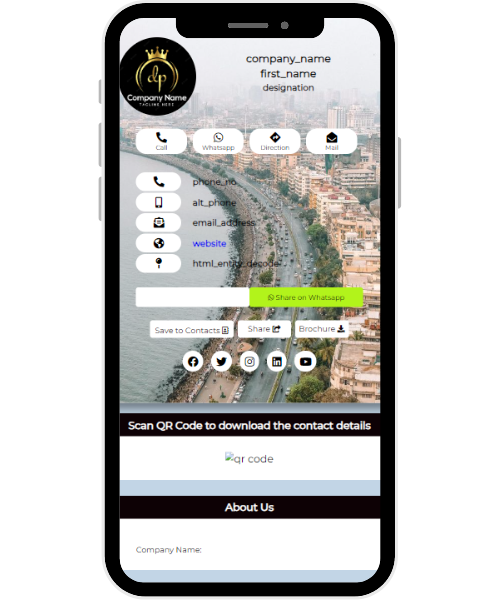 dp
Company Name
TAGLINE HERE
company_name
first_name
designation
Call
Whatsapp
Direction
Mail
phone_no
alt_phone
email_address
website
html_entity_decode
Share on Whatsapp
Save to Contacts
Share
Brochure
Scan QR Code to download the contact details
qr code
About Us
Company Name: